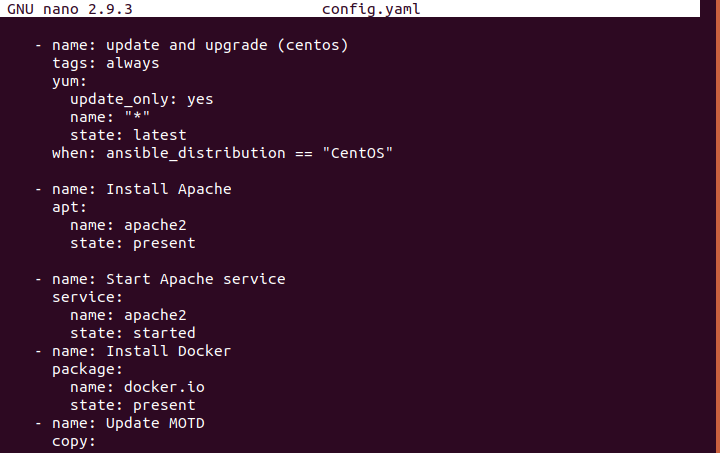 GNU nano 2.9.3 config.yaml
- name: update and upgrade (centos)
tags: always
yum:
update_only: yes
name: "*"
state: latest
when: ansible_distribution == "CentOS"
- name: Install Apache
apt:
name: apache2
state: present
- name: Start Apache service
service:
name: apache2
state: started
- name: Install Docker
package:
name: docker.io
state: present
- name: Update MOTD
copy: